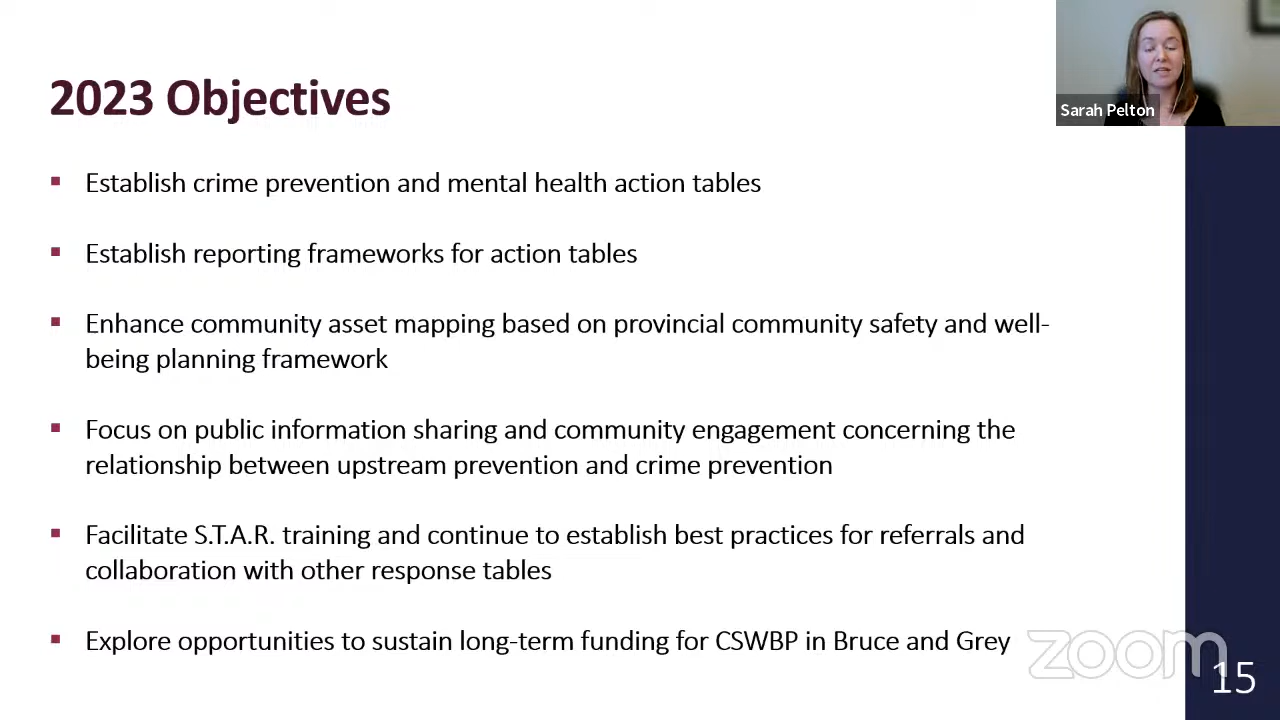 Sarah Pelton
2023 Objectives
Establish crime prevention and mental health action tables
Establish reporting frameworks for action tables
Enhance community asset mapping based on provincial community safety and well-
being planning framework
Focus on public information sharing and community engagement concerning the
relationship between upstream prevention and crime prevention
Facilitate S.T.A.R. training and continue to establish best practices for referrals and
collaboration with other response tables
Explore opportunities to sustain long-term funding for CSWBP in Bruce and Grey
zoom
15